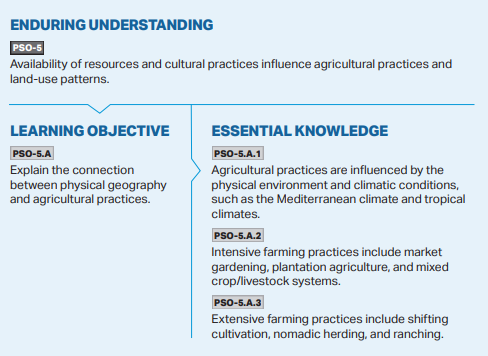 ENDURING UNDERSTANDING
PSO-5
Availability of resources and cultural practices influence agricultural practices and
land-use patterns.
LEARNING OBJECTIVE
PSO-5.A
Explain the connection
between physical geography
and agricultural practices.
ESSENTIAL KNOWLEDGE
PSO-5.A.1
Agricultural practices are influenced by the
physical environment and climatic conditions,
such as the Mediterranean climate and tropical
climates.
PSO-5.A.2
Intensive farming practices include market
gardening, plantation agriculture, and mixed
crop/livestock systems.
PSO-5.A.3
Extensive farming practices include shifting
cultivation, nomadic herding, and ranching.